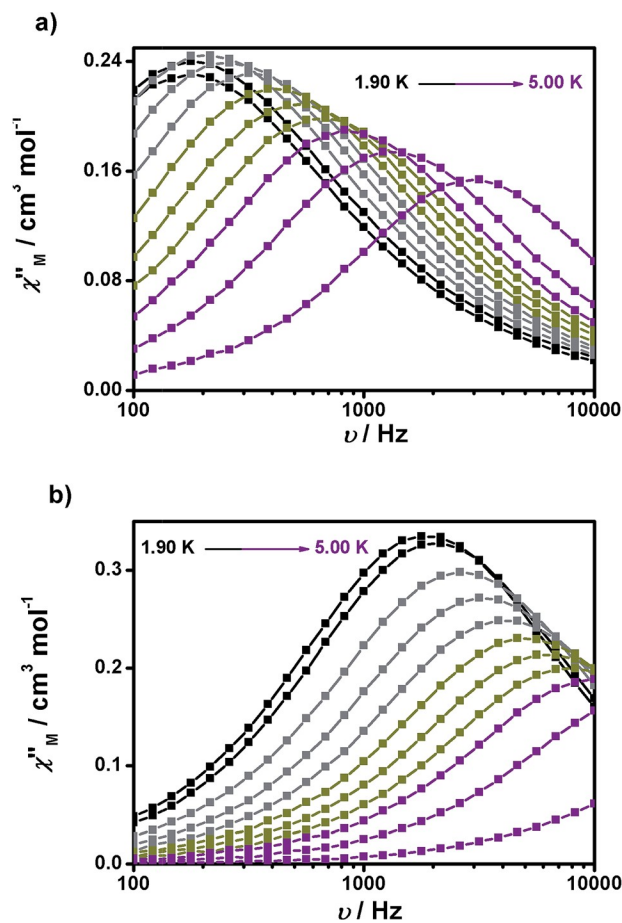 a)
0.24
0.16
0.08
0.00
χ"M / cm³ mol⁻¹
1.90 K 5.00 K
100 1000 10000
υ / Hz
b)
0.3
0.2
0.1
0.0
χ"M / cm³ mol⁻¹
1.90 K 5.00 K
100 1000 10000
υ / Hz